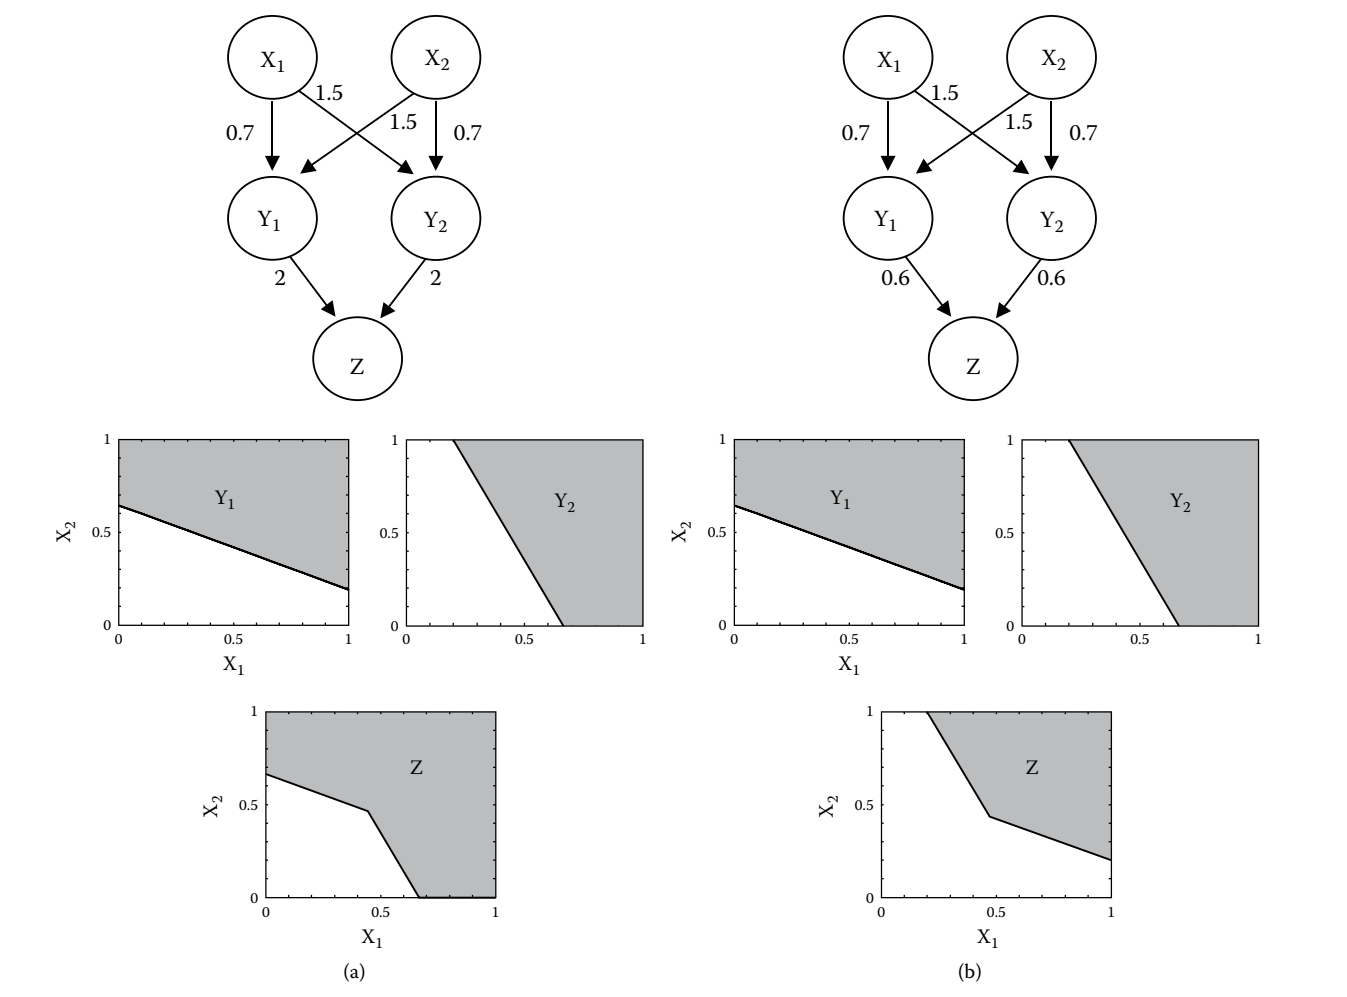 X1 X2 X1 X2
1.5 1.5
1.5 1.5
0.7 0.7 0.7 0.7
Y1 Y2 Y1 Y2
2 2 0.6 0.6
Z Z
1 1 1 1
Y1 Y2 Y1 Y2
X2 0.5 0.5 X2 0.5 0.5
0 0 0 0
0 0.5 1 0 0.5 1 0 0.5 1 0 0.5 1
X1 X1
1 1
Z Z
X2 0.5 X2 0.5
0 0
0 0.5 1 0 0.5 1
X1 X1
(a) (b)